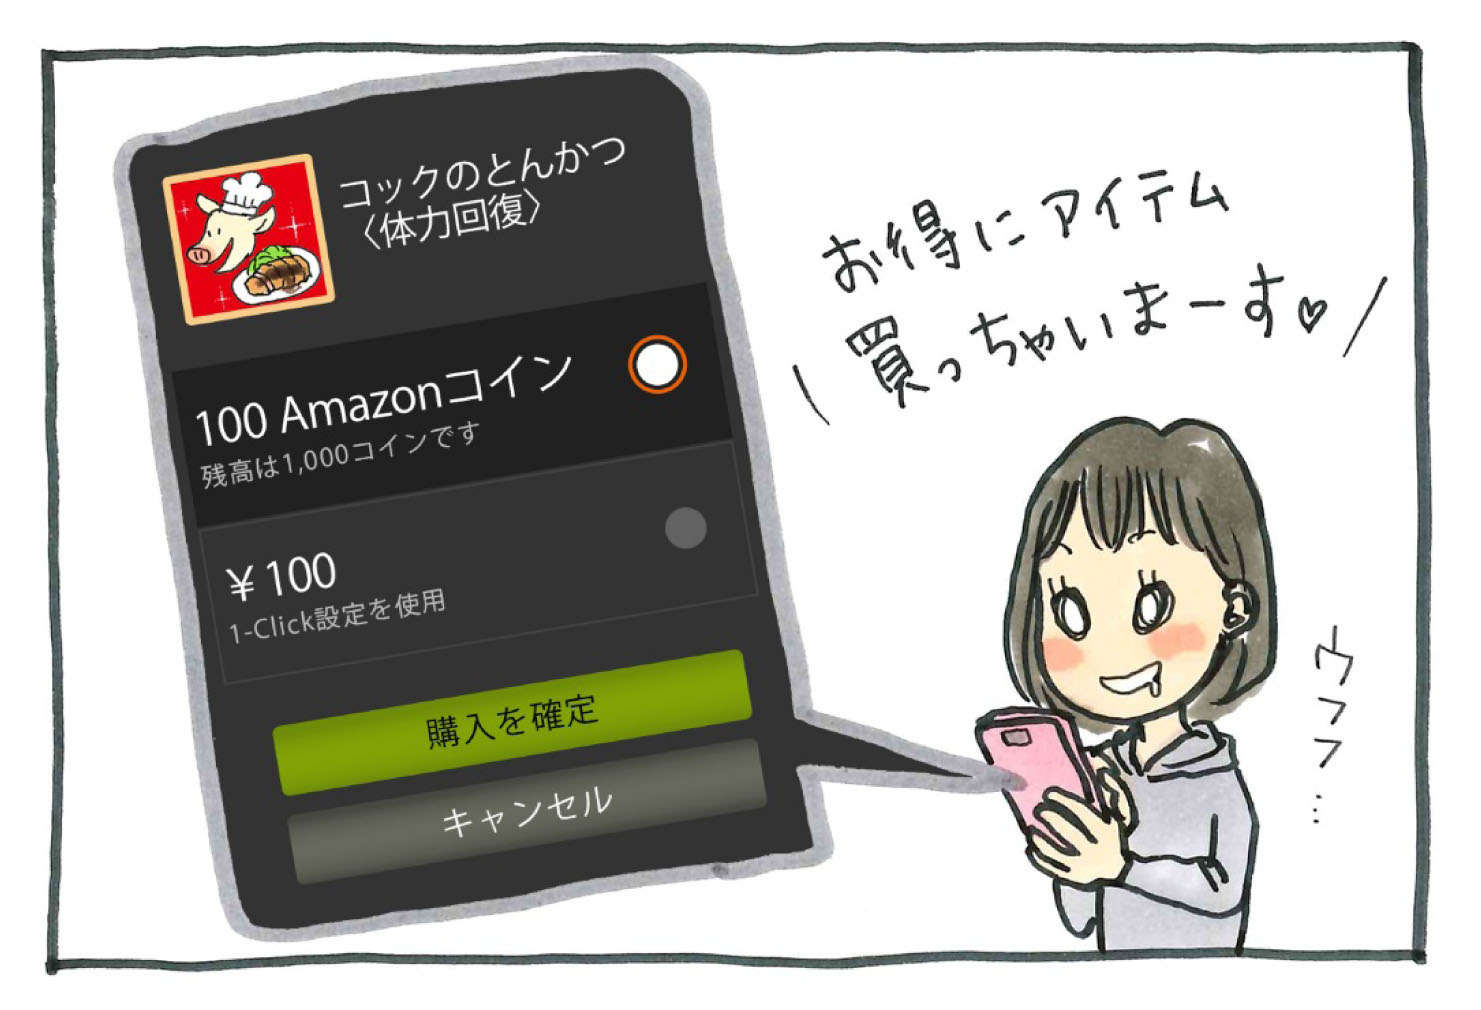 コックのとんかつ
〈体力回復〉
100 Amazonコイン
残高は1,000コインです
¥100
1-Click設定を使用
購入を確定
キャンセル
お得にアイテム
買っちゃいまーす♡
ウフフ…